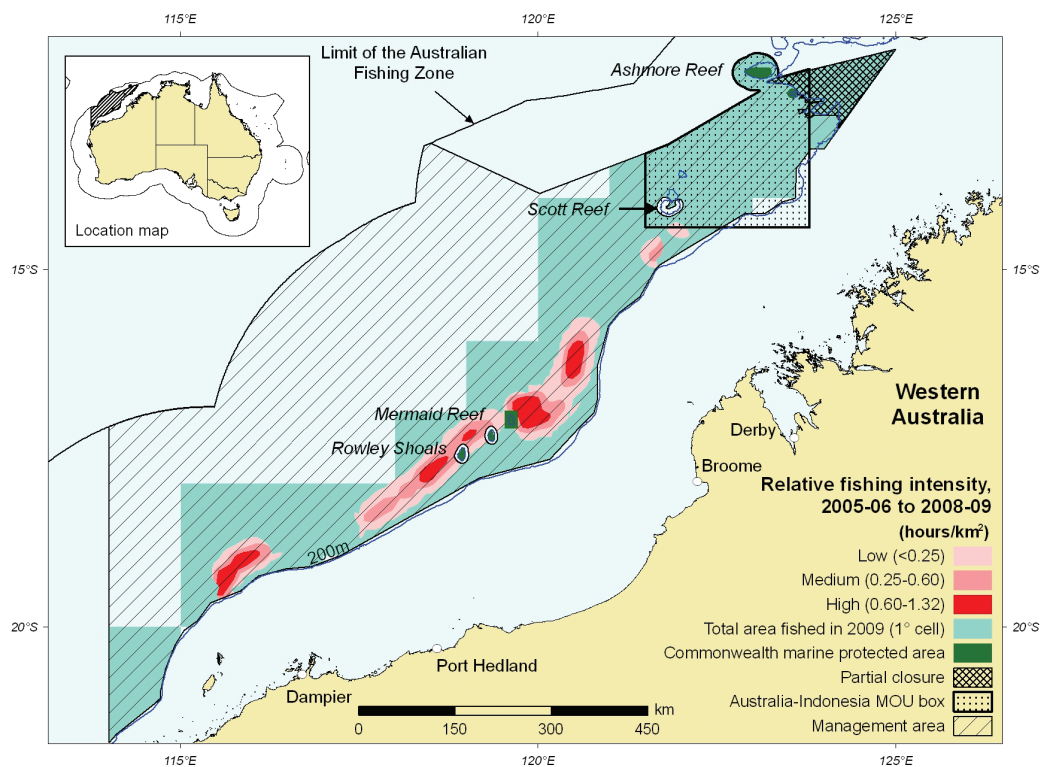 115°E
120°E
125°E
Limit of the Australian
Fishing Zone
Ashmore Reef
Location map
Scott Reef
15°S
15°S
Western
Australia
Mermaid Reef
Derby
Rowley Shoals
Broome
Relative fishing intensity,
2005-06 to 2008-09
(hours/km²)
200m
Low (<0.25)
Medium (0.25-0.60)
High (0.60-1.32)
20°S
20°S
Total area fished in 2009 (1° cell)
Commonwealth marine protected area
Port Hedland
Partial closure
Dampier
Australia-Indonesia MOU box
km
0
150
300
450
Management area
115°E
120°E
125°E